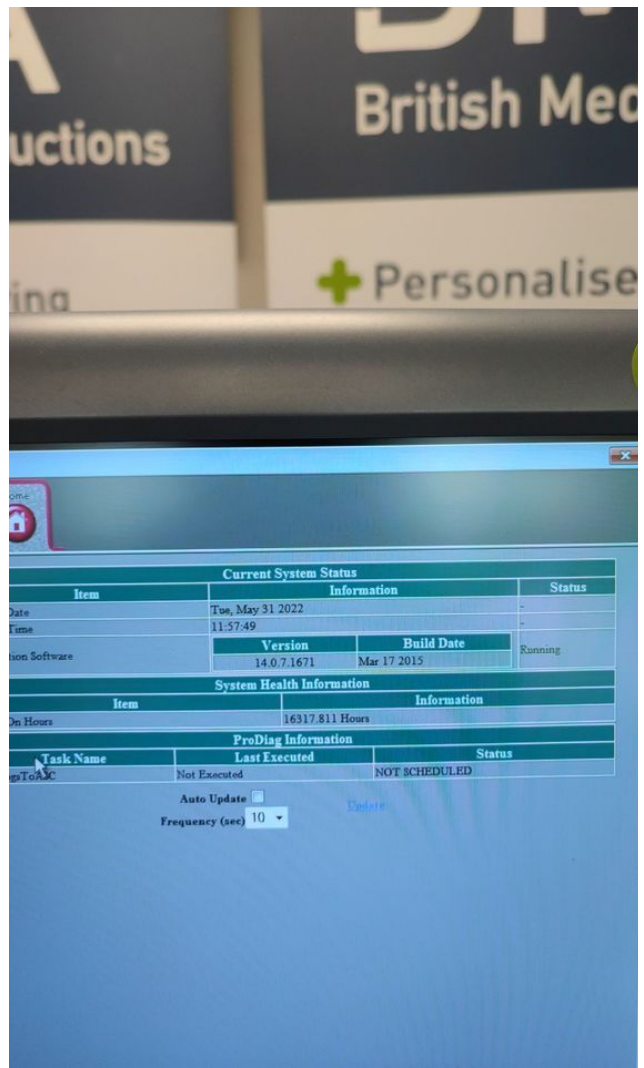 uctions
British Med
ing
+ Personalise
ome
Current System Status
Item Information Status
Date Tue, May 31 2022 -
Time 11:57:49 -
Version Build Date
tion Software 14.0.7.1671 Mar 17 2015 Running
System Health Information
Item Information
On Hours 16317.811 Hours
ProDiag Information
Task Name Last Executed Status
Not Executed NOT SCHEDULED
Auto Update
Update
Frequency (sec) 10